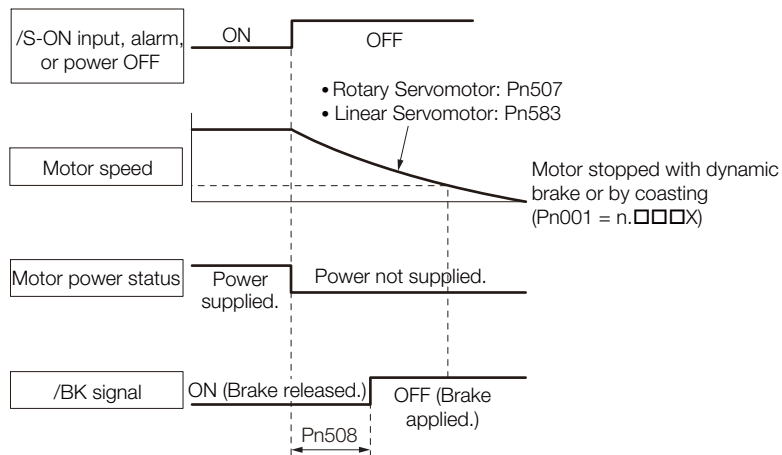 /S-ON input, alarm,
or power OFF
ON
OFF
• Rotary Servomotor: Pn507
• Linear Servomotor: Pn583
Motor speed
Motor stopped with dynamic
brake or by coasting
(Pn001 = n.□□□X)
Motor power status
Power
supplied.
Power not supplied.
/BK signal
ON (Brake released.)
OFF (Brake
applied.)
Pn508